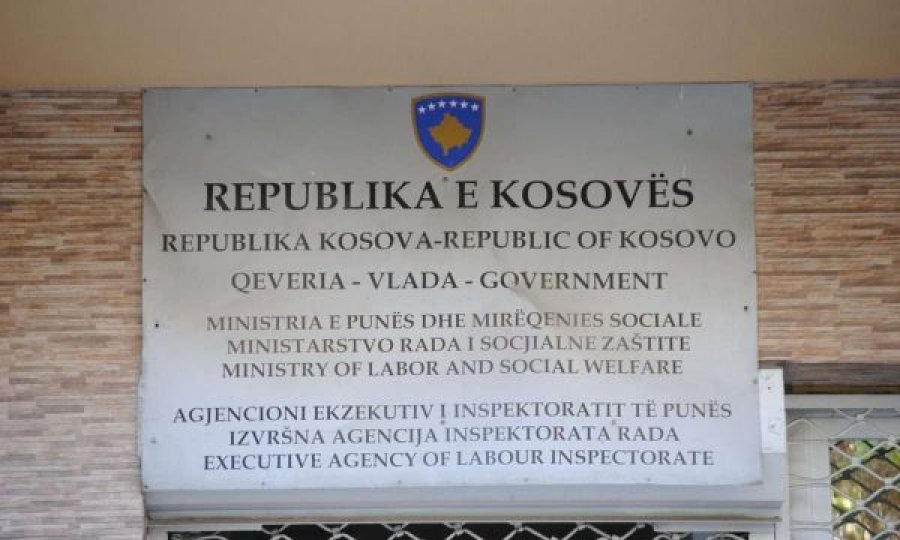 REPUBLIKA E KOSOVËS
REPUBLIKA KOSOVA-REPUBLIC OF KOSOVO
QEVERIA - VLADA - GOVERNMENT
MINISTRIA E PUNËS DHE MIRËQENIES SOCIALE
MINISTARSTVO RADA I SOCJIALNE ZAŠTITE
MINISTRY OF LABOR AND SOCIAL WELFARE
AGJENCIONI EKZEKUTIV I INSPEKTORATIT TË PUNËS
IZVRŠNA AGENCIJA INSPEKTORATA RADA
EXECUTIVE AGENCY OF LABOUR INSPECTORATE